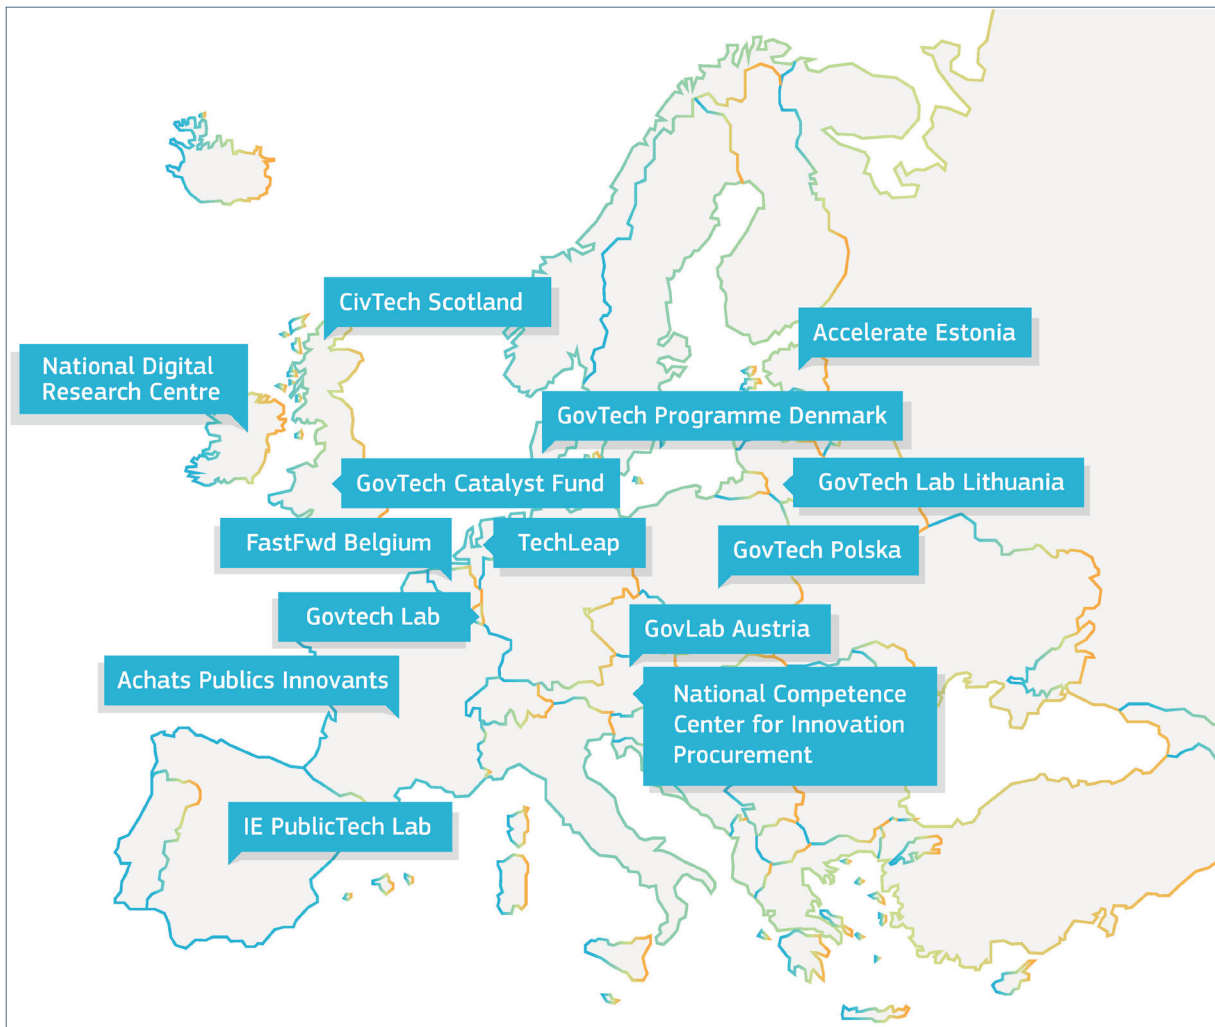 CivTech Scotland
Accelerate Estonia
National Digital
Research Centre
GovTech Programme Denmark
GovTech Catalyst Fund
GovTech Lab Lithuania
FastFwd Belgium
TechLeap
GovTech Polska
Govtech Lab
GovLab Austria
Achats Publics Innovants
National Competence
Center for Innovation
Procurement
IE PublicTech Lab